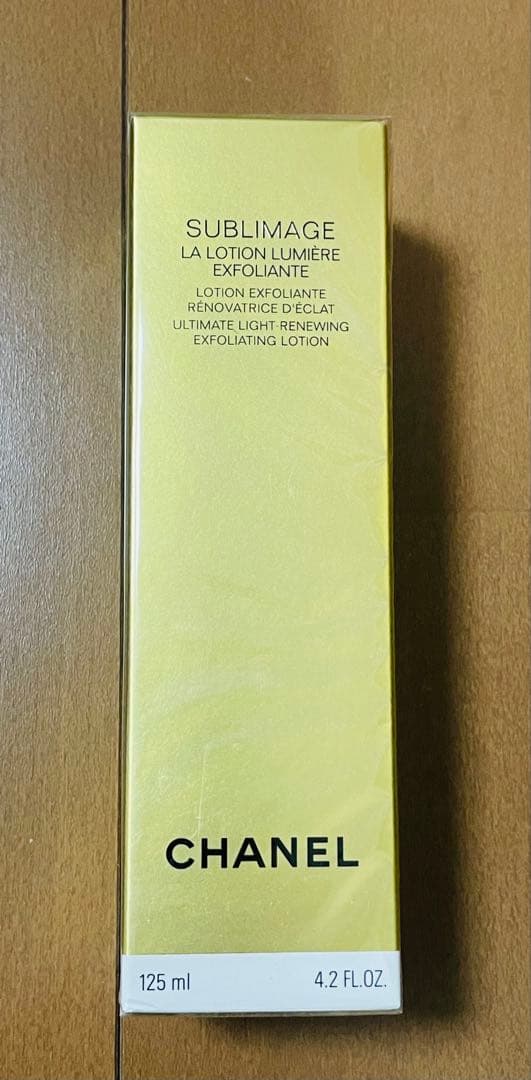 SUBLIMAGE
LA LOTION LUMIÈRE
EXFOLIANTE
LOTION EXFOLIANTE
RÉNOVATRICE D'ÉCLAT
ULTIMATE LIGHT-RENEWING
EXFOLIATING LOTION
CHANEL
125 ml 4.2 FL.OZ.